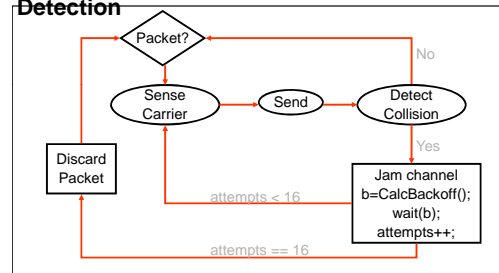 Detection
Packet?
No
Sense
Carrier
Send
Detect
Collision
Yes
Discard
Packet
Jam channel
b=CalcBackoff();
wait(b);
attempts++;
attempts < 16
attempts == 16